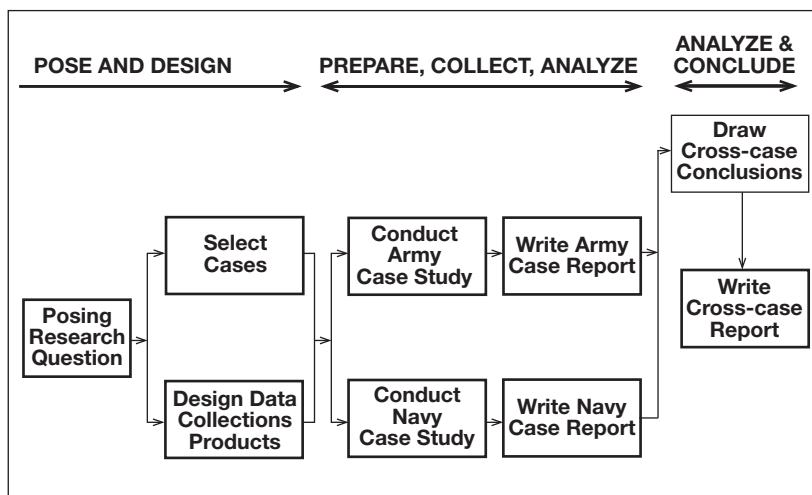 POSE AND DESIGN
PREPARE, COLLECT, ANALYZE
ANALYZE &
CONCLUDE
Posing
Research
Question
Select
Cases
Design Data
Collections
Products
Conduct
Army
Case Study
Write Army
Case Report
Conduct
Navy
Case Study
Write Navy
Case Report
Draw
Cross-case
Conclusions
Write
Cross-case
Report